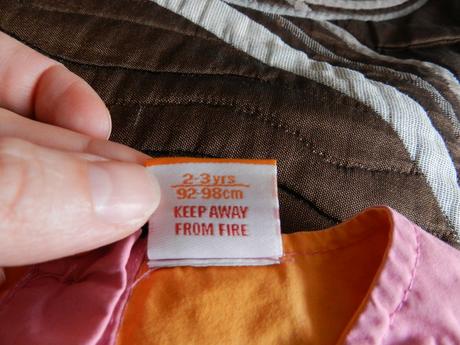 2-3yrs
92-98cm
KEEP AWAY
FROM FIRE